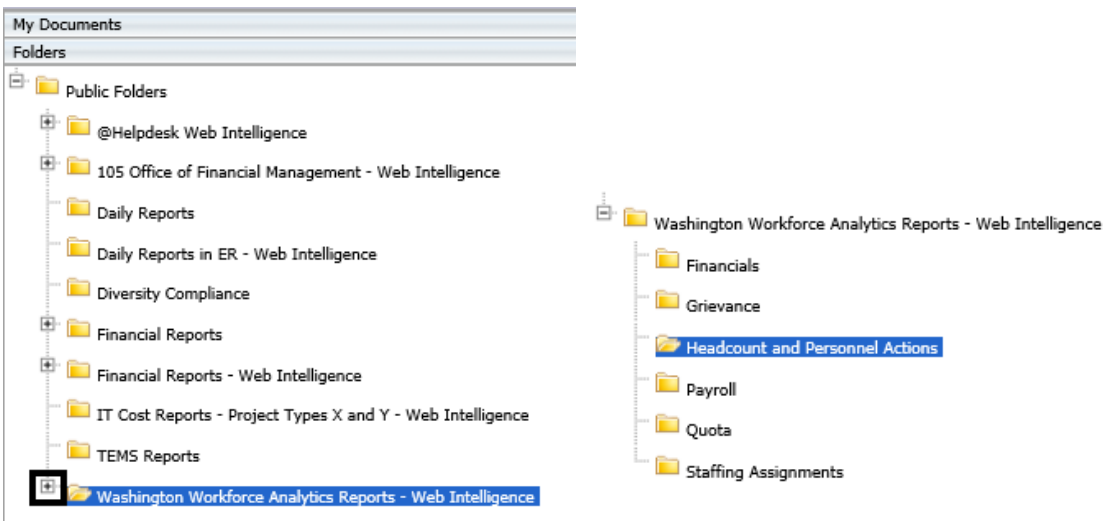 My Documents
Folders
Public Folders
@Helpdesk Web Intelligence
105 Office of Financial Management - Web Intelligence
Daily Reports
Daily Reports in ER - Web Intelligence
Diversity Compliance
Financial Reports
Financial Reports - Web Intelligence
IT Cost Reports - Project Types X and Y - Web Intelligence
TEMS Reports
Washington Workforce Analytics Reports - Web Intelligence
Washington Workforce Analytics Reports - Web Intelligence
Financials
Grievance
Headcount and Personnel Actions
Payroll
Quota
Staffing Assignments